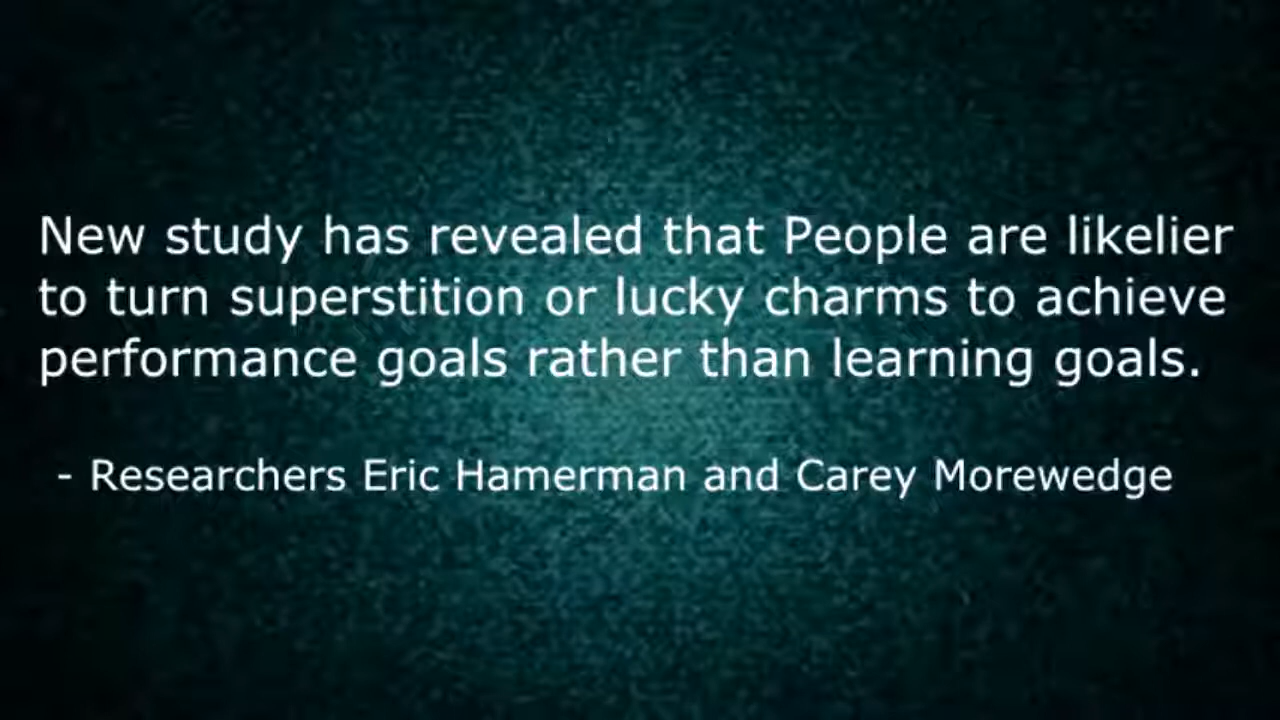 New study has revealed that People are likelier
to turn superstition or lucky charms to achieve
performance goals rather than learning goals.
- Researchers Eric Hamerman and Carey Morewedge